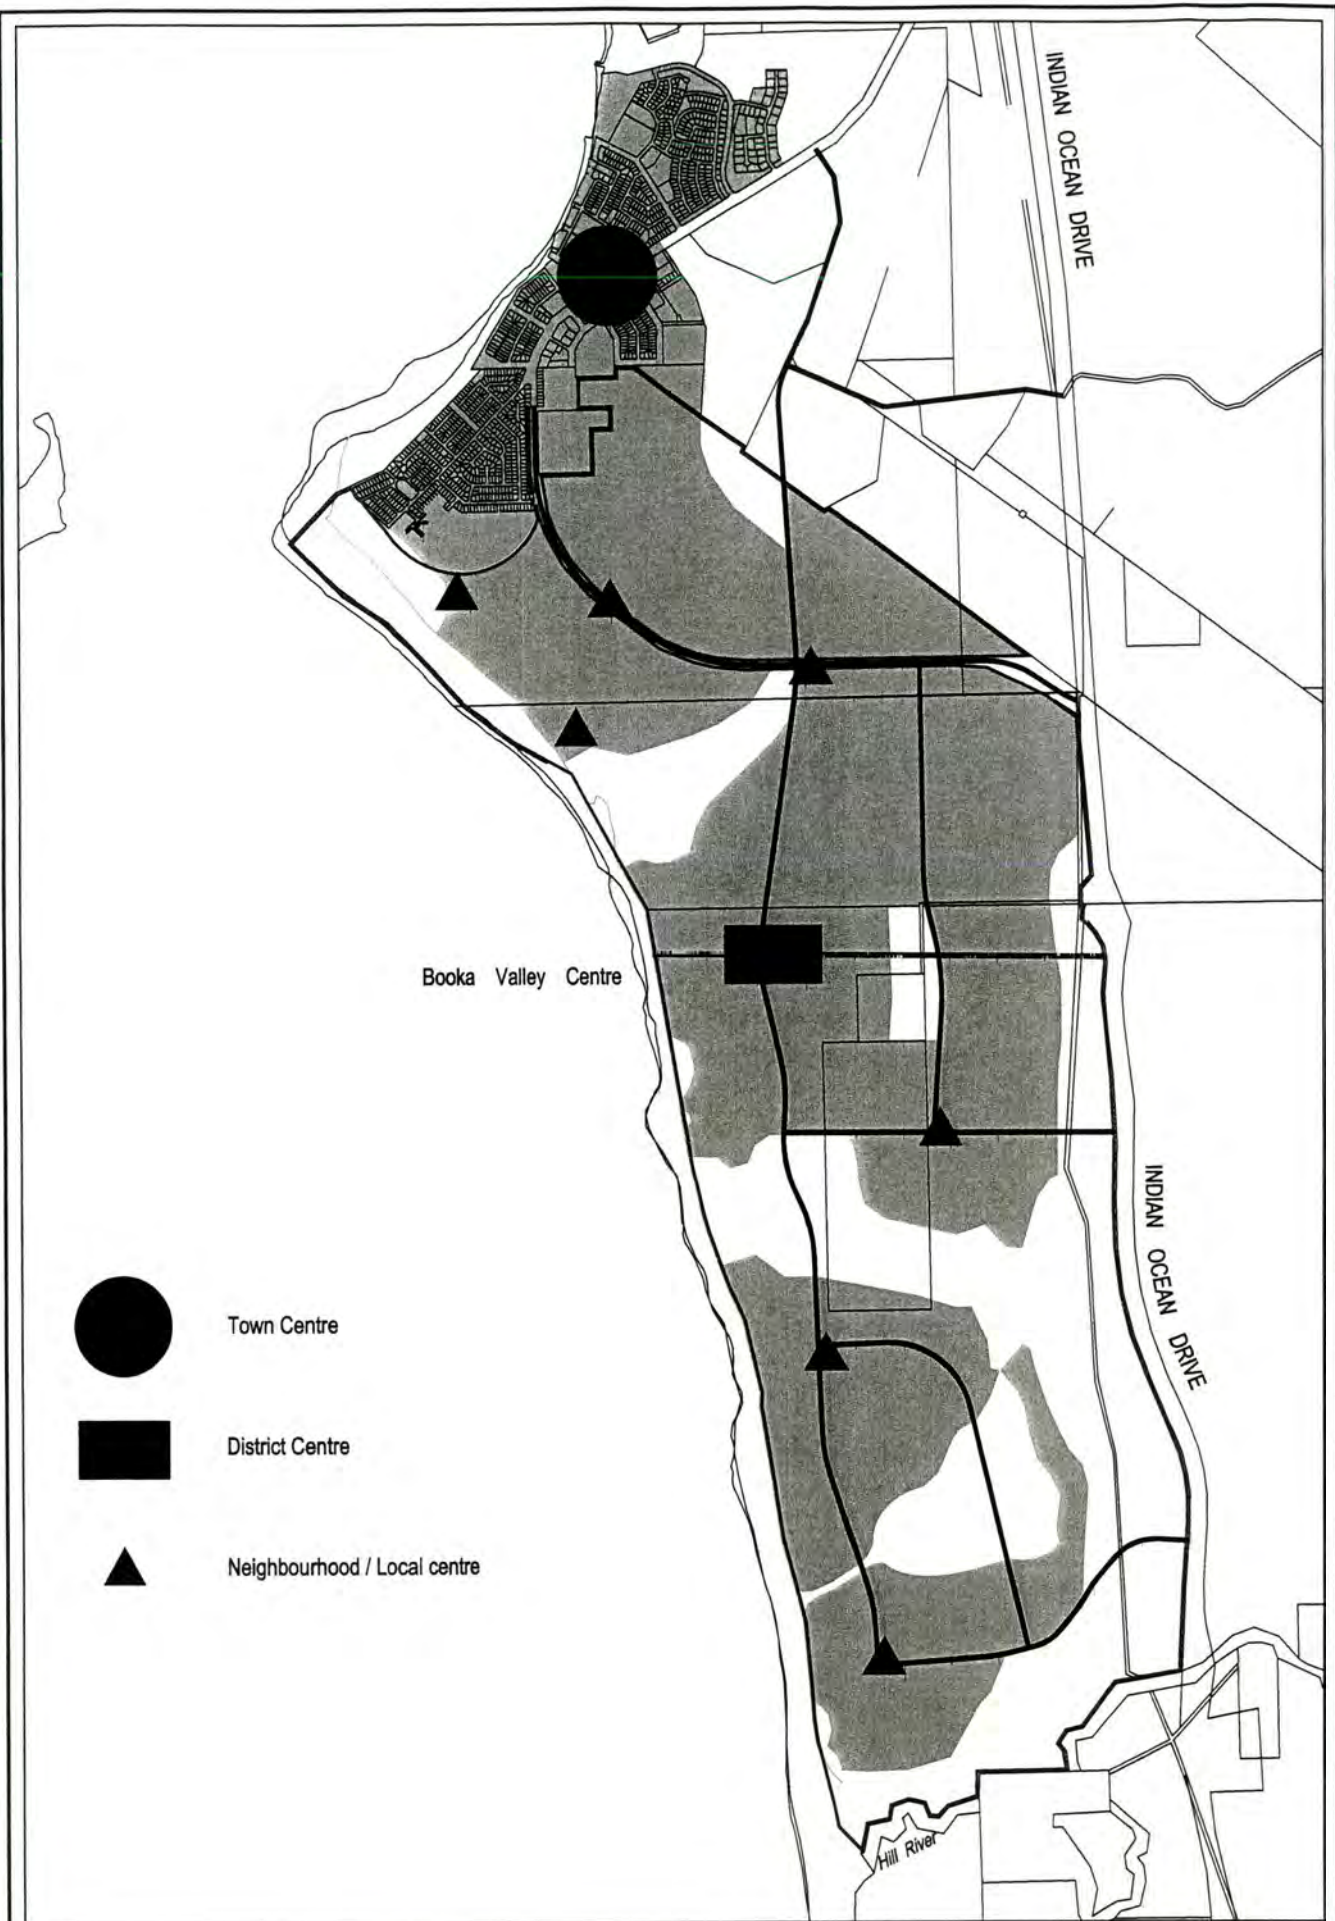 INDIAN OCEAN DRIVE
Booka Valley Centre
INDIAN OCEAN DRIVE
Town Centre
District Centre
Neighbourhood / Local centre
Hill River